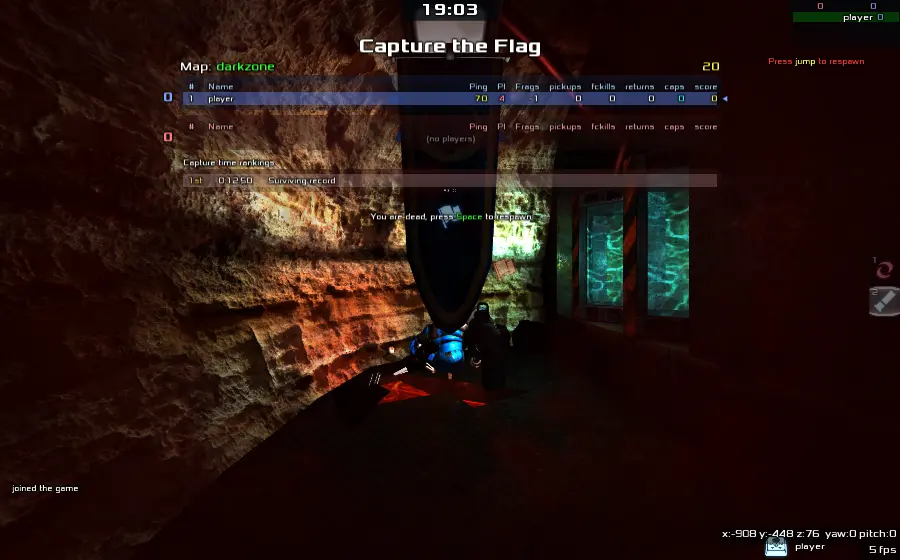 19:03
0 0
player 0
Capture the Flag
Press jump to respawn
Map: darkzone 20
# Name Ping Pl Frags pickups fckills returns caps score
0 1 player 70 4 -1 0 0 0 0 0
# Name Ping Pl Frags pickups fckills returns caps score
0 (no players)
Capture time rankings
1st 0:12.50 Surviving record
You are dead, press Space to respawn
1
2
joined the game
x:-908 y:-448 z:76 yaw:0 pitch:0
player
5 fps